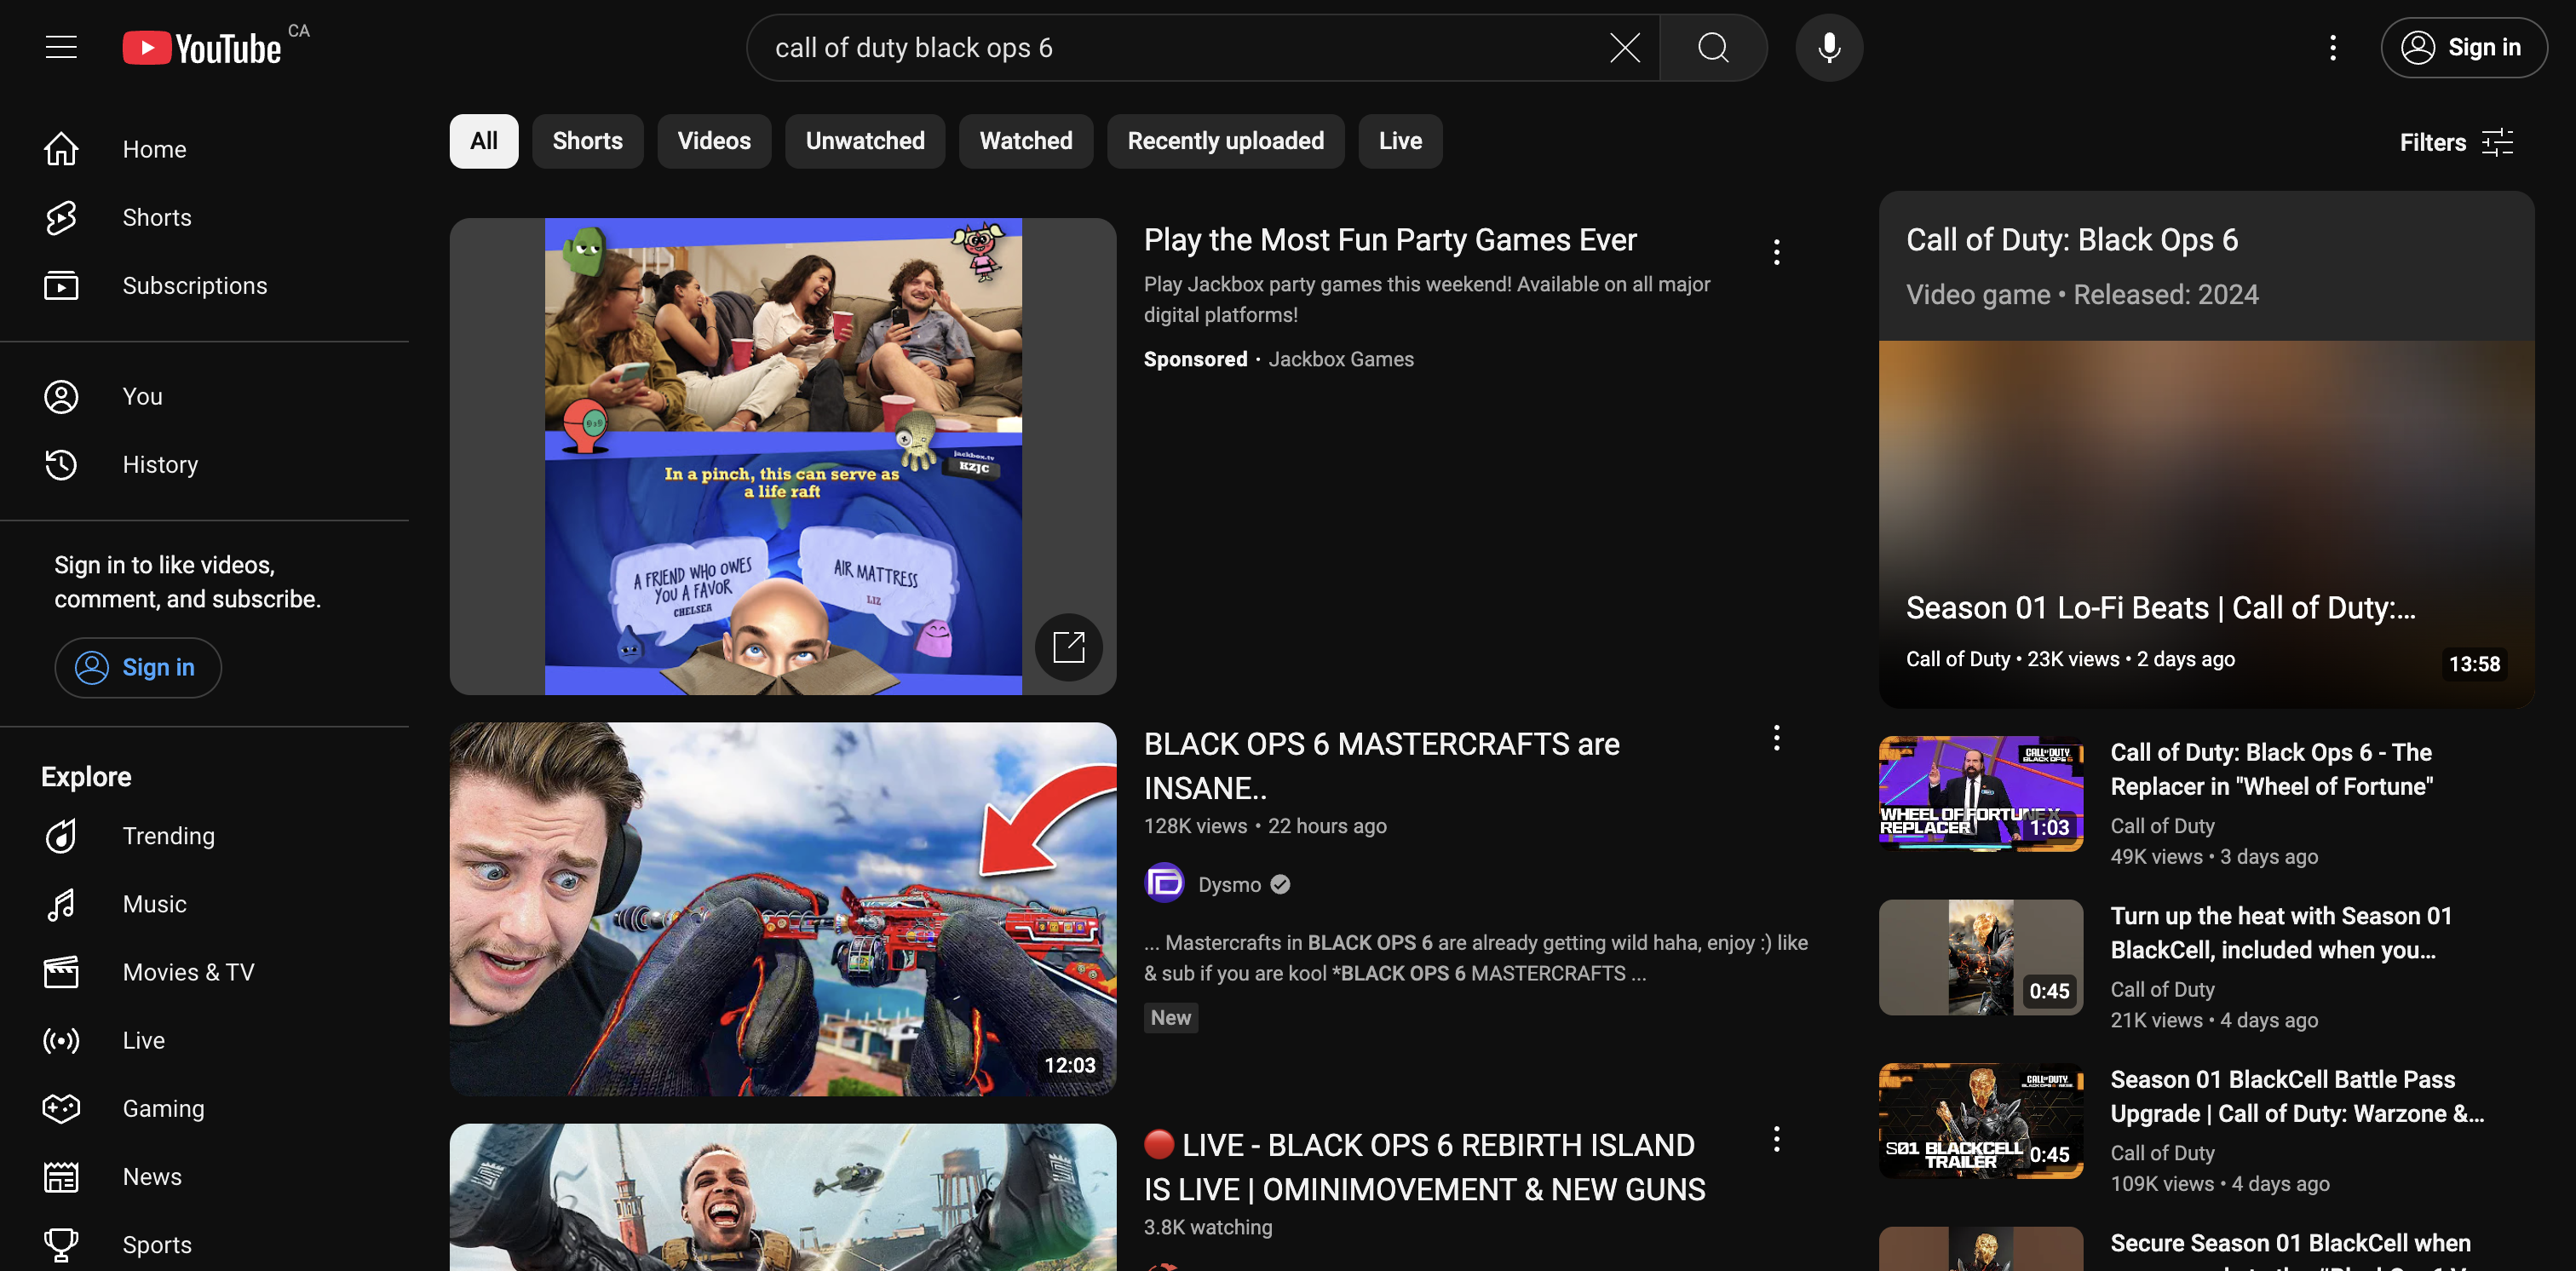 YouTube CA
call of duty black ops 6
Sign in
Home
Shorts
Subscriptions
You
History
Sign in to like videos,
comment, and subscribe.
Sign in
Explore
Trending
Music
Movies & TV
Live
Gaming
News
Sports
All
Shorts
Videos
Unwatched
Watched
Recently uploaded
Live
Filters
jackbox.tv
KZJC
In a pinch, this can serve as
a life raft
A FRIEND WHO OWES
YOU A FAVOR
CHELSEA
AIR MATTRESS
LIZ
Play the Most Fun Party Games Ever
Play Jackbox party games this weekend! Available on all major
digital platforms!
Sponsored · Jackbox Games
12:03
BLACK OPS 6 MASTERCRAFTS are
INSANE..
128K views • 22 hours ago
Dysmo
... Mastercrafts in BLACK OPS 6 are already getting wild haha, enjoy :) like
& sub if you are kool *BLACK OPS 6 MASTERCRAFTS ...
New
LIVE - BLACK OPS 6 REBIRTH ISLAND
IS LIVE | OMINIMOVEMENT & NEW GUNS
3.8K watching
Call of Duty: Black Ops 6
Video game • Released: 2024
Season 01 Lo-Fi Beats | Call of Duty:...
Call of Duty • 23K views • 2 days ago
13:58
CALL OF DUTY
BLACK OPS 6
WHEEL OF FORTUNE X
REPLACER
1:03
Call of Duty: Black Ops 6 - The
Replacer in "Wheel of Fortune"
Call of Duty
49K views • 3 days ago
0:45
Turn up the heat with Season 01
BlackCell, included when you...
Call of Duty
21K views • 4 days ago
CALL OF DUTY
S01 BLACKCELL
TRAILER
0:45
Season 01 BlackCell Battle Pass
Upgrade | Call of Duty: Warzone &...
Call of Duty
109K views • 4 days ago
Secure Season 01 BlackCell when